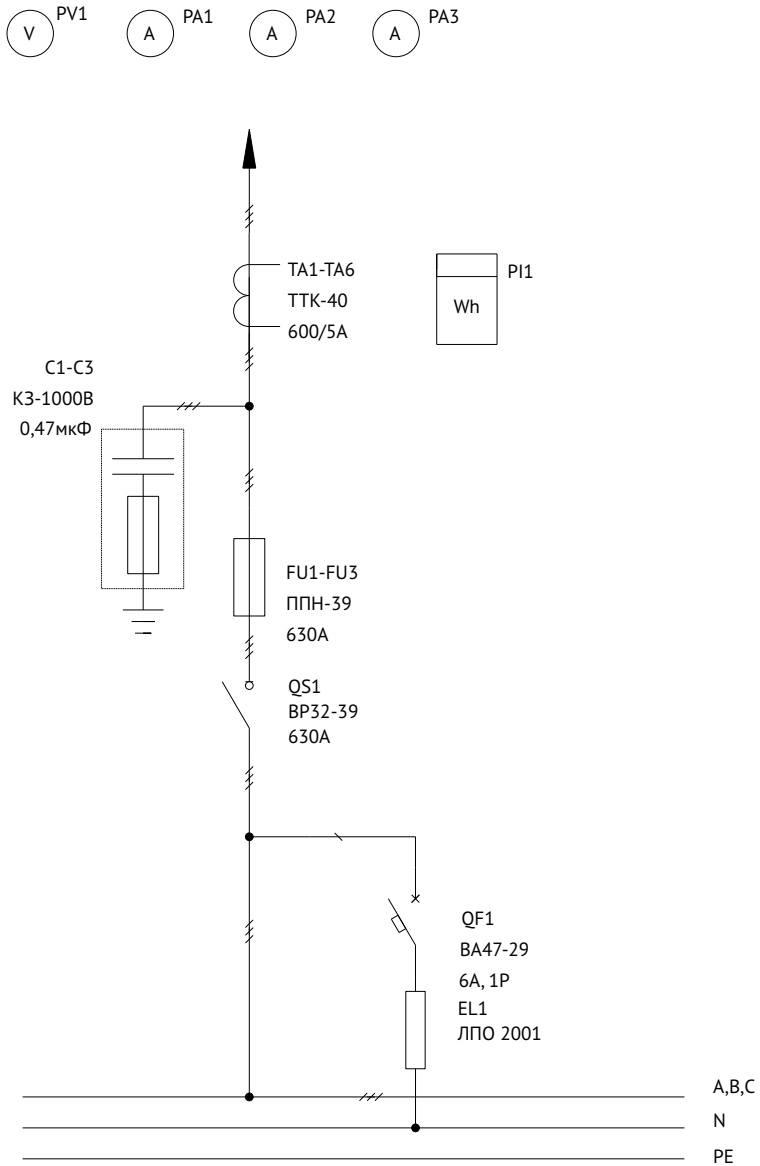 V
PV1
A
PA1
A
PA2
A
PA3
TA1-TA6
ТТК-40
600/5А
PI1
Wh
C1-C3
КЗ-1000В
0,47мкФ
FU1-FU3
ППН-39
630А
QS1
ВР32-39
630А
QF1
ВА47-29
6А, 1Р
EL1
ЛПО 2001
A,B,C
N
PE